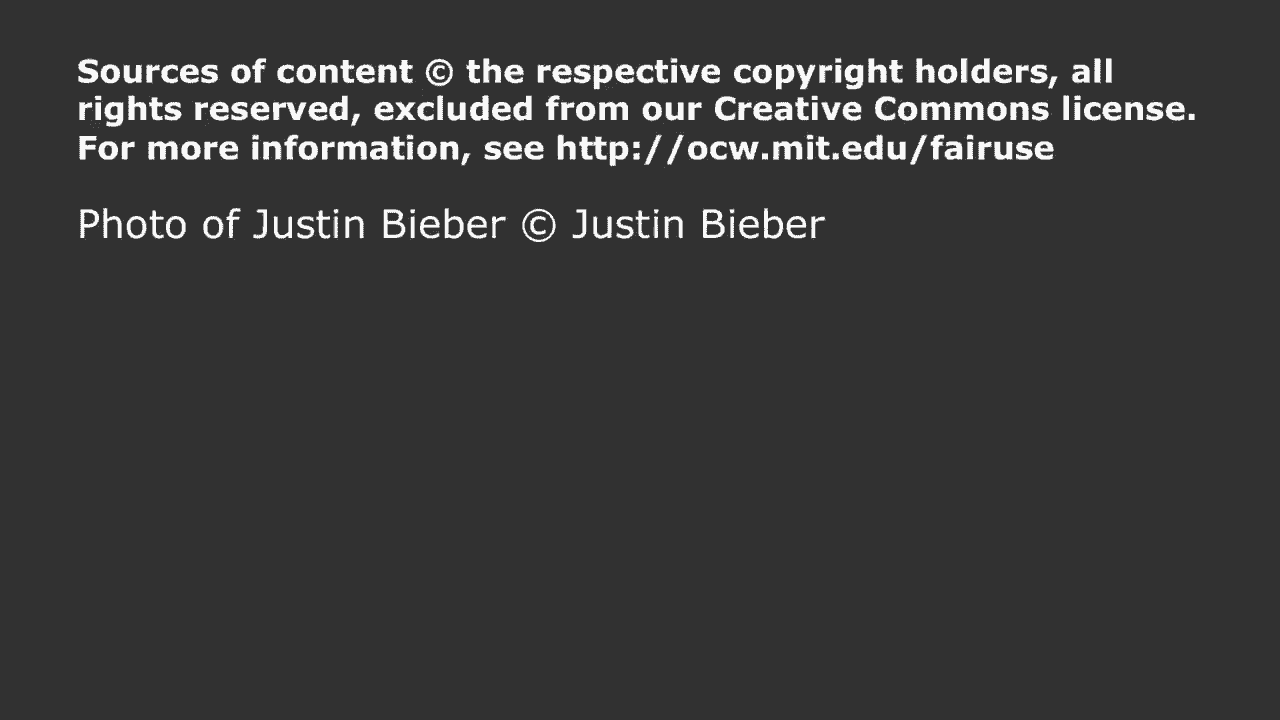 Sources of content © the respective copyright holders, all
rights reserved, excluded from our Creative Commons license.
For more information, see http://ocw.mit.edu/fairuse
Photo of Justin Bieber © Justin Bieber